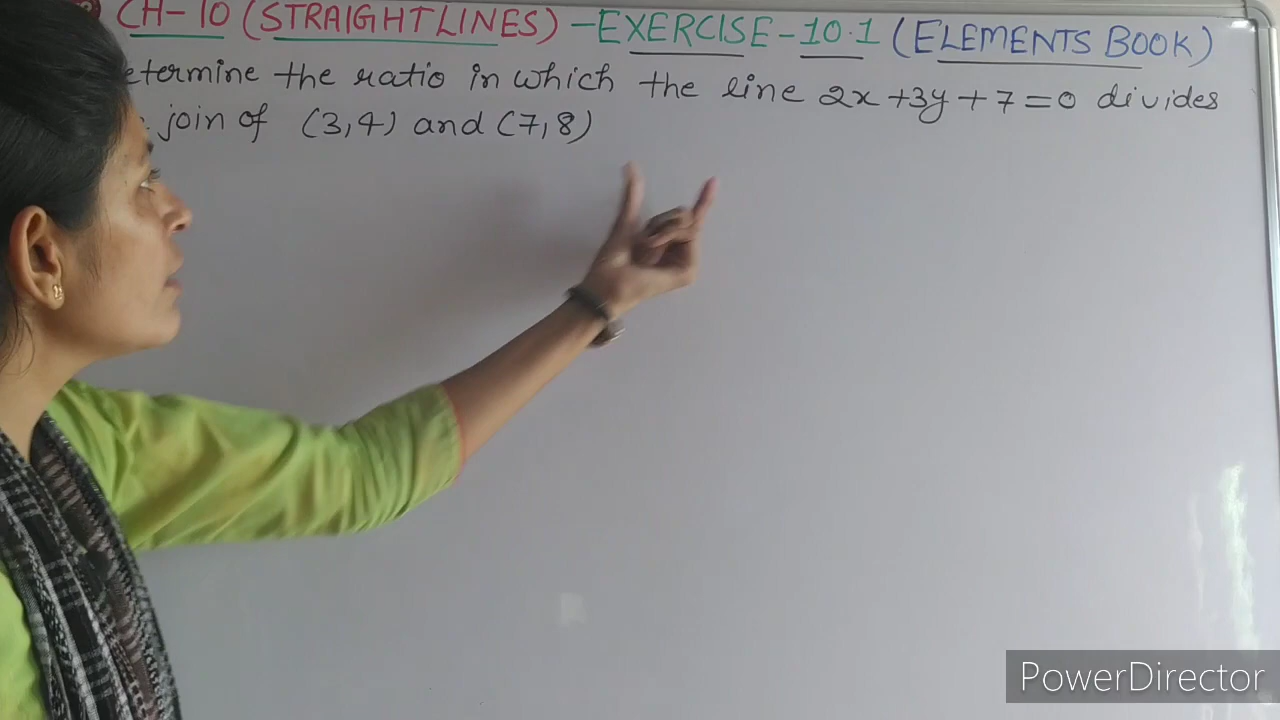 CH-10 (STRAIGHT LINES) - EXERCISE - 10.1 (ELEMENTS BOOK)
etermine the ratio in which the line 2x + 3y + 7 = 0 divides
join of (3,4) and (7,8)
PowerDirector